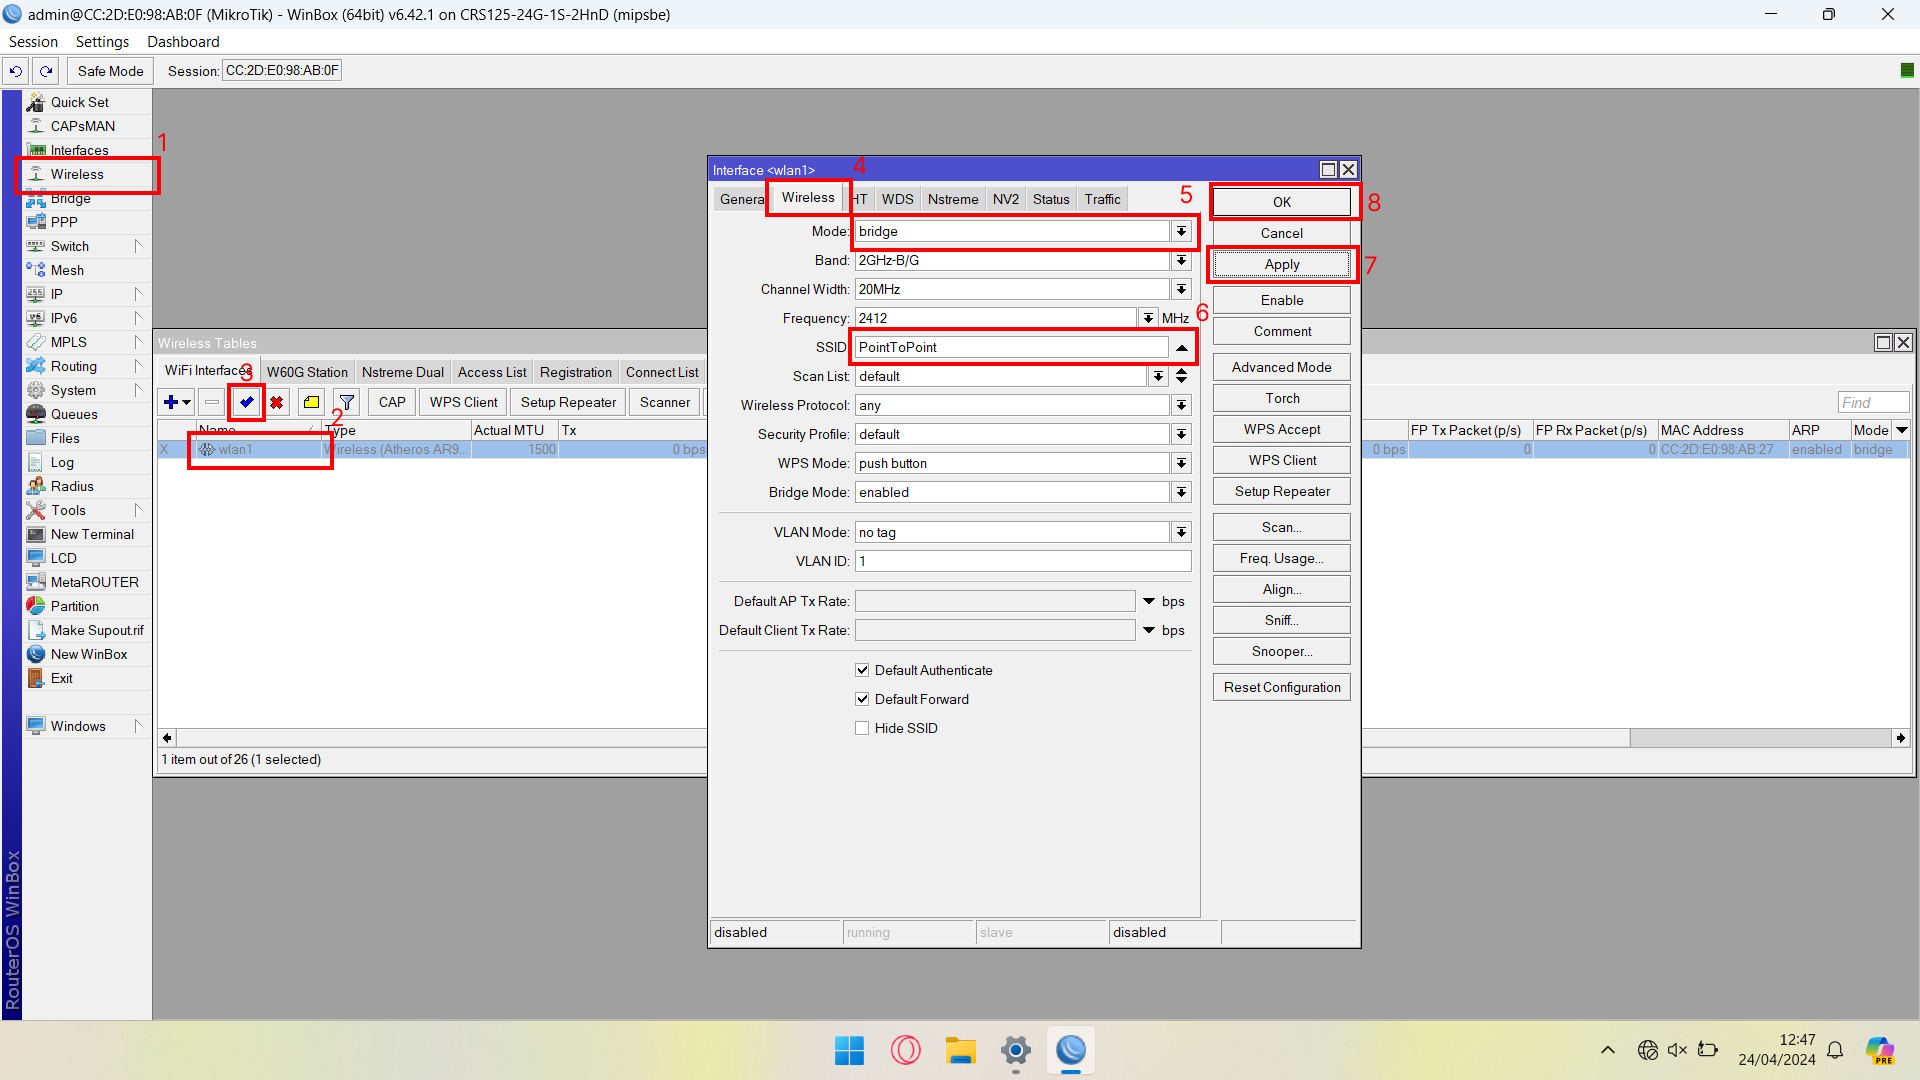 admin@CC:2D:E0:98:AB:0F (MikroTik) - WinBox (64bit) v6.42.1 on CRS125-24G-1S-2HnD (mipsbe)
Session Settings Dashboard
Safe Mode Session: CC:2D:E0:98:AB:0F
Quick Set
CAPsMAN
Interfaces
1
Wireless
Bridge
PPP
Switch
Mesh
IP
IPv6
MPLS
Routing
System
Queues
Files
Log
Radius
Tools
New Terminal
LCD
MetaROUTER
Partition
Make Supout.rif
New WinBox
Exit
Windows
RouterOS WinBox
Wireless Tables
WiFi Interfaces W60G Station Nstreme Dual Access List Registration Connect List
3
CAP WPS Client Setup Repeater Scanner
Find
2
Name Type Actual MTU Tx FP Tx Packet (p/s) FP Rx Packet (p/s) MAC Address ARP Mode
X wlan1 Wireless (Atheros AR9... 1500 0 bps 0 bps 0 0 CC:2D:E0:98:AB:27 enabled bridge
1 item out of 26 (1 selected)
Interface <wlan1>
4
General Wireless HT WDS Nstreme NV2 Status Traffic
5
Mode: bridge
Band: 2GHz-B/G
Channel Width: 20MHz
Frequency: 2412 MHz
6
SSID: PointToPoint
Scan List: default
Wireless Protocol: any
Security Profile: default
WPS Mode: push button
Bridge Mode: enabled
VLAN Mode: no tag
VLAN ID: 1
Default AP Tx Rate: bps
Default Client Tx Rate: bps
Default Authenticate
Default Forward
Hide SSID
OK
8
Cancel
Apply
7
Enable
Comment
Advanced Mode
Torch
WPS Accept
WPS Client
Setup Repeater
Scan...
Freq. Usage...
Align...
Sniff...
Snooper...
Reset Configuration
disabled running slave disabled
12:47
24/04/2024
PRE